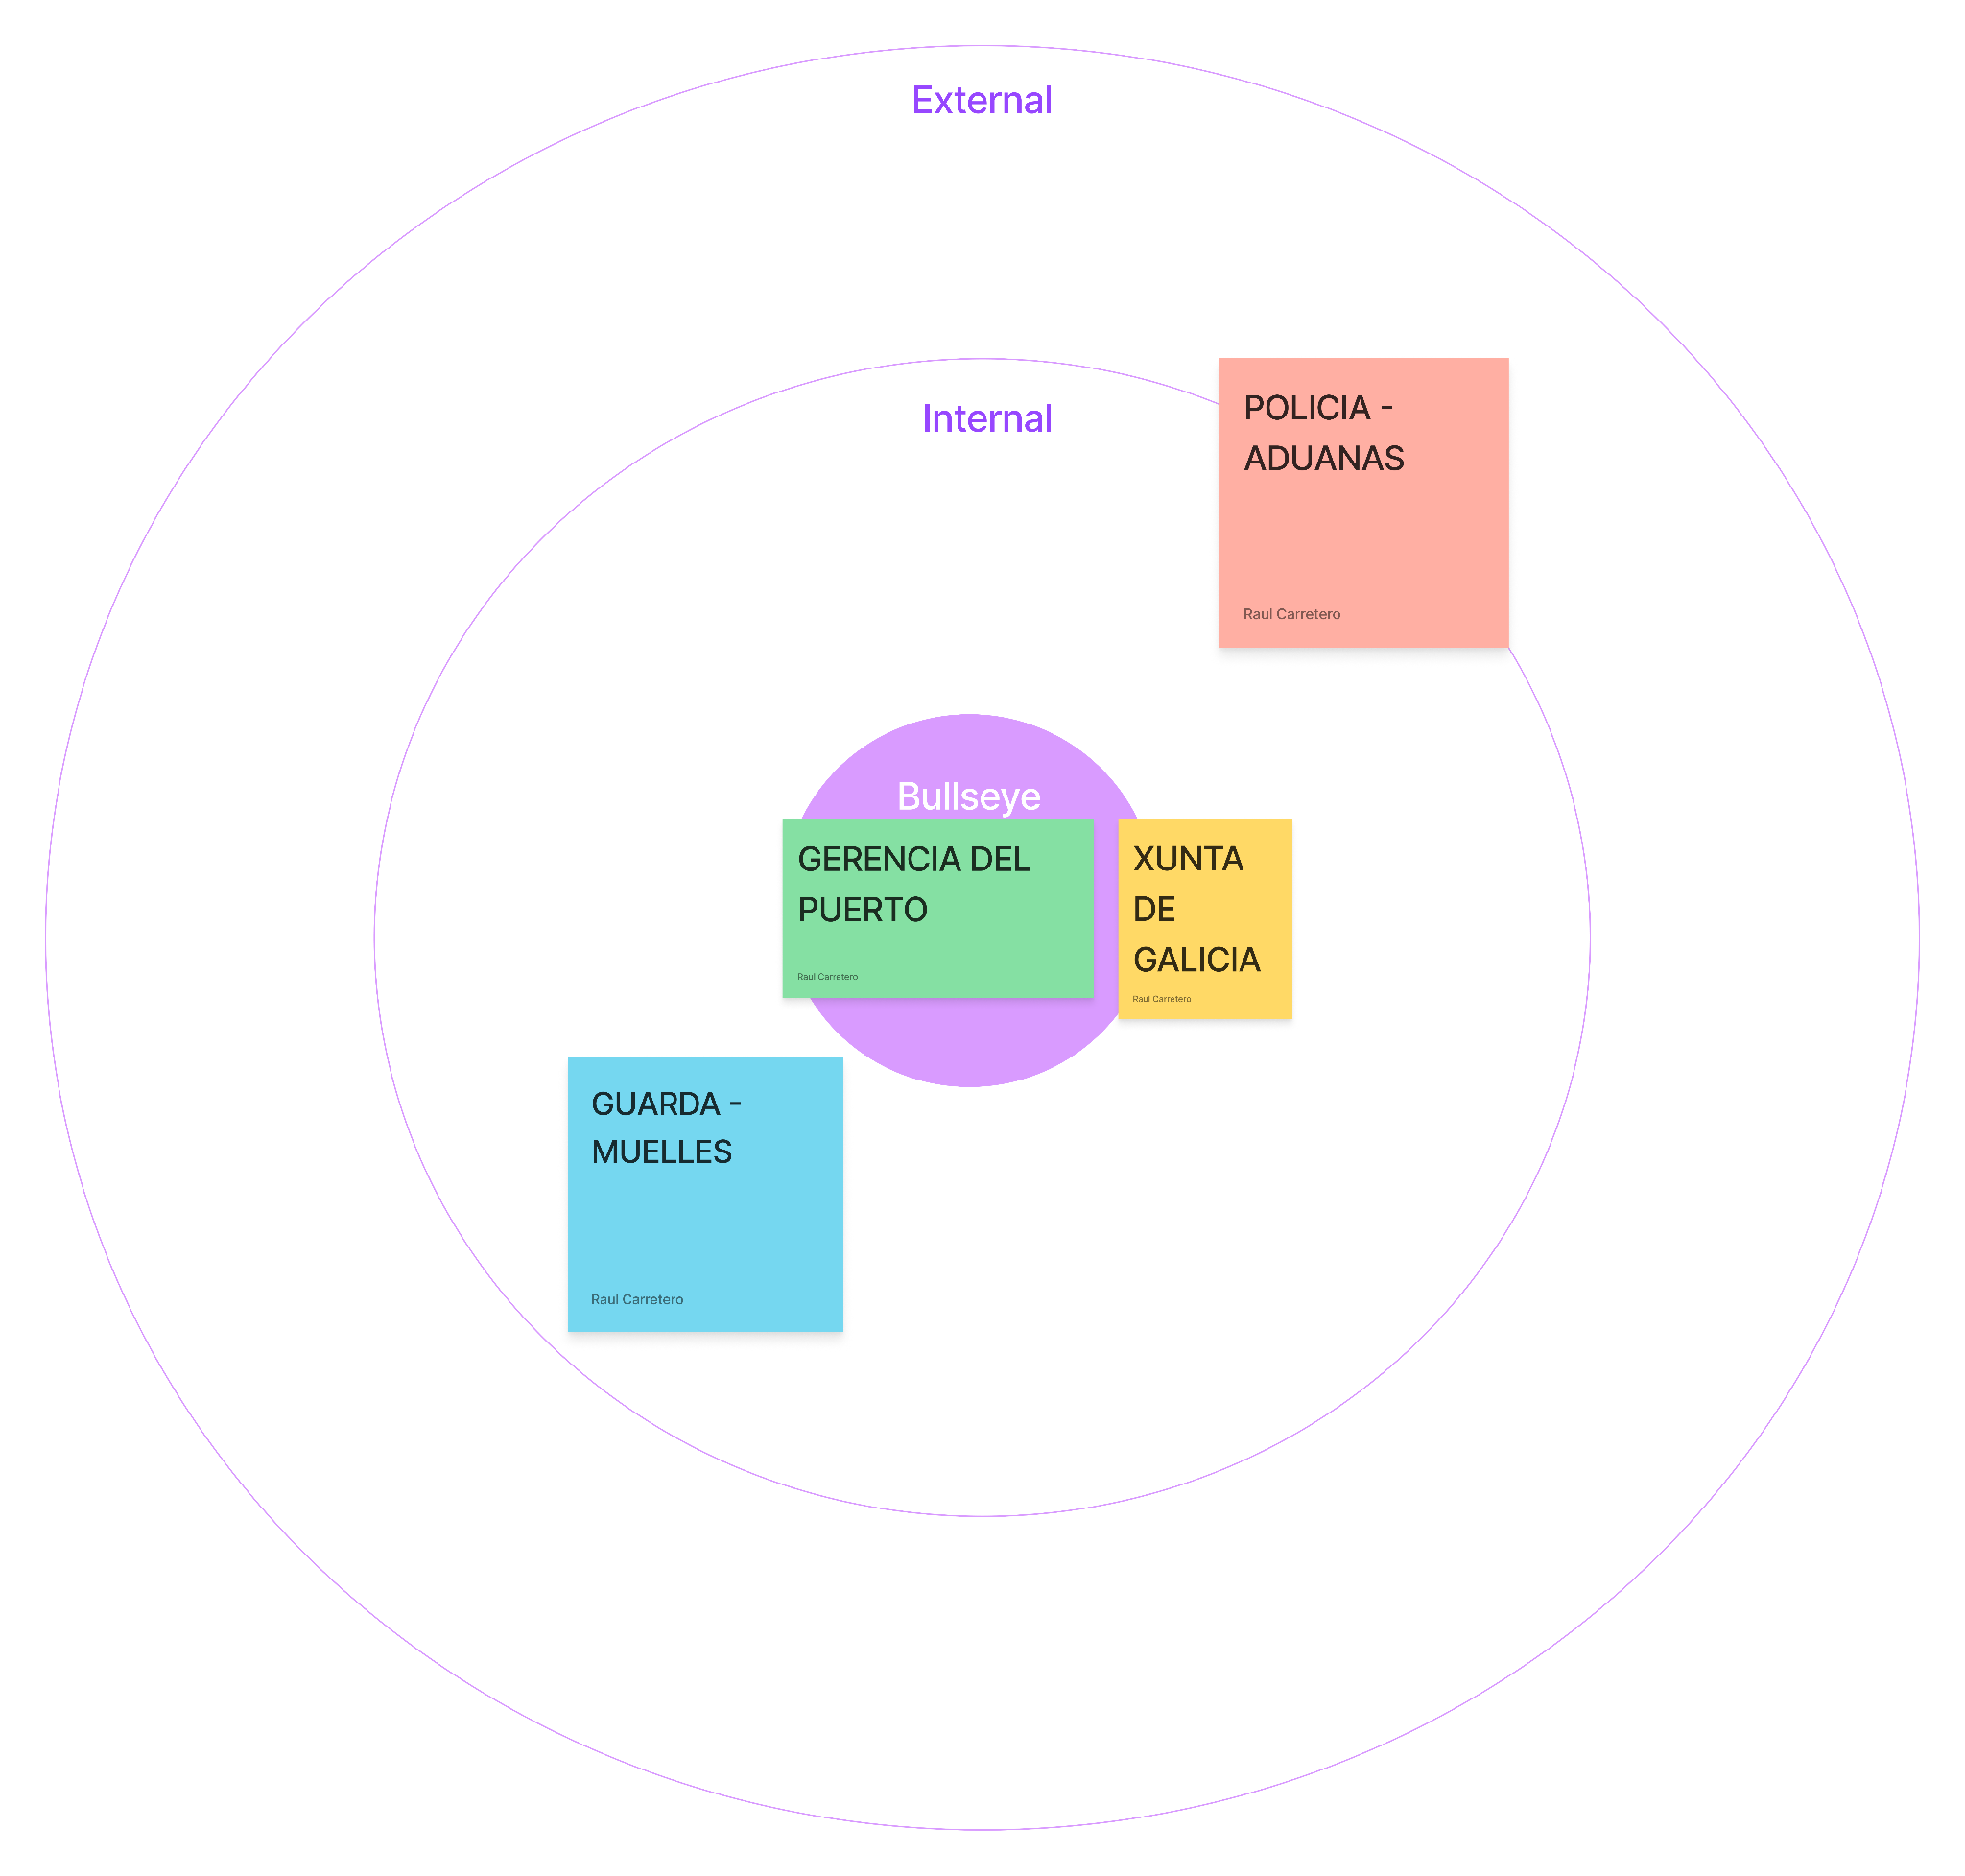 External
Internal
POLICIA -
ADUANAS
Raul Carretero
Bullseye
GERENCIA DEL
PUERTO
Raul Carretero
XUNTA
DE
GALICIA
Raul Carretero
GUARDA -
MUELLES
Raul Carretero